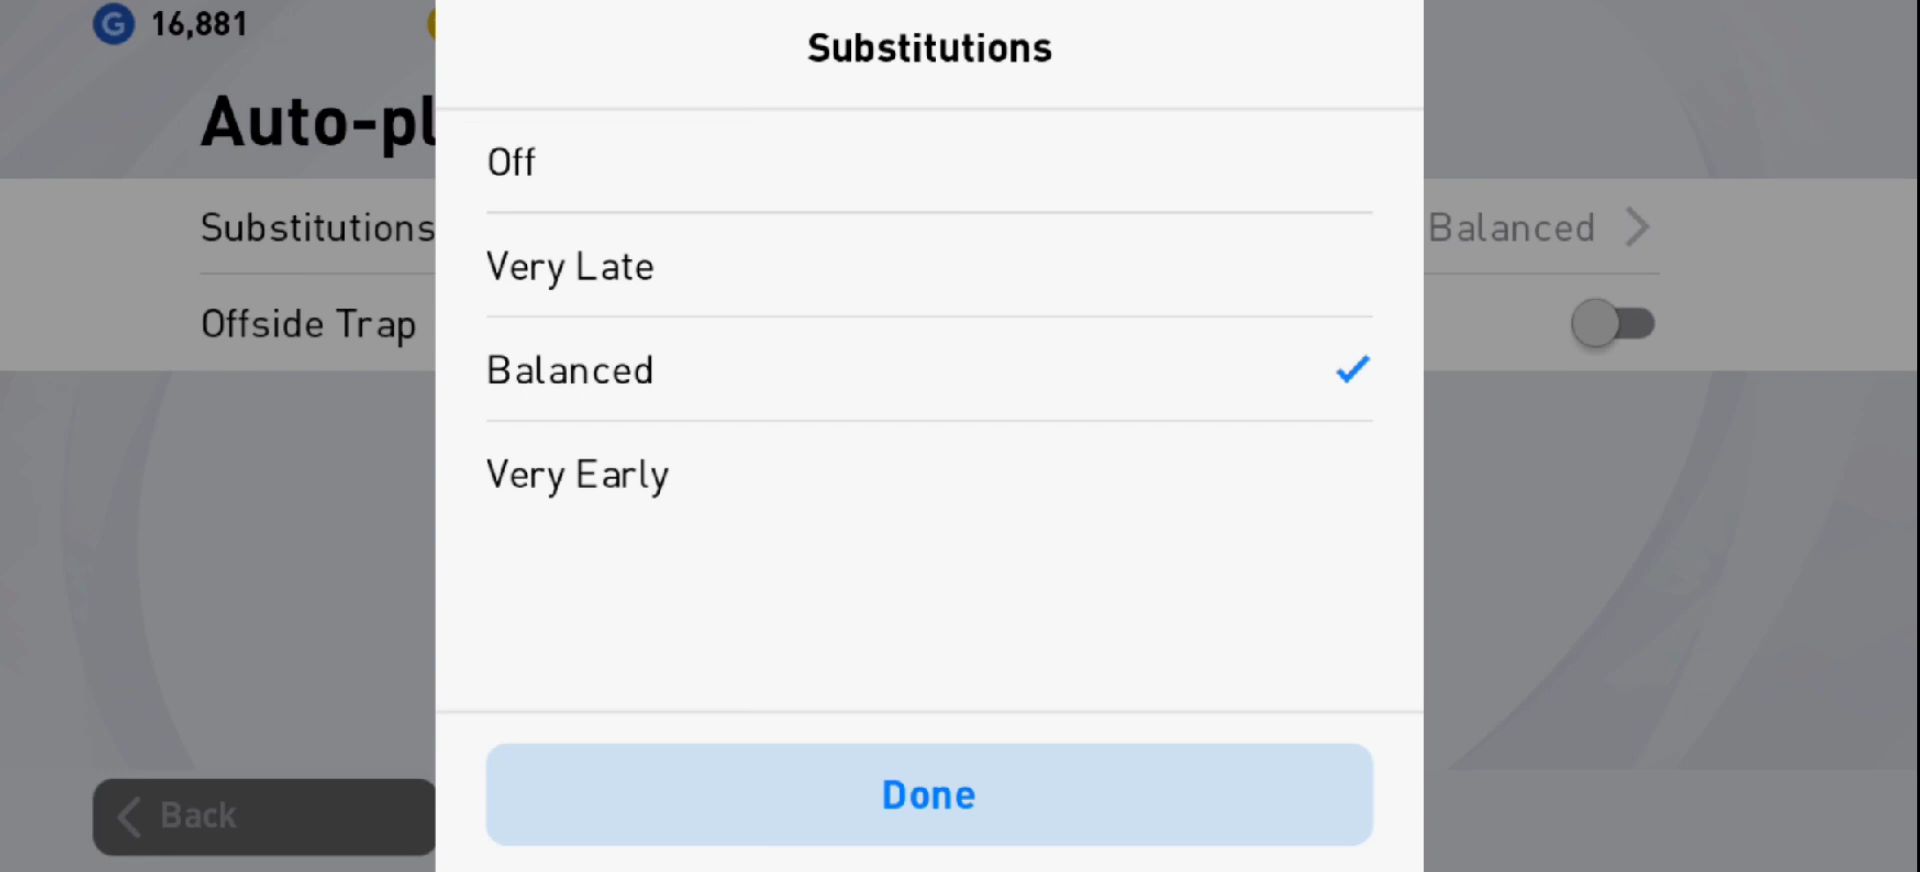 G 16,881
Auto-pl
Substitutions
Balanced
Offside Trap
Back
Substitutions
Off
Very Late
Balanced
Very Early
Done